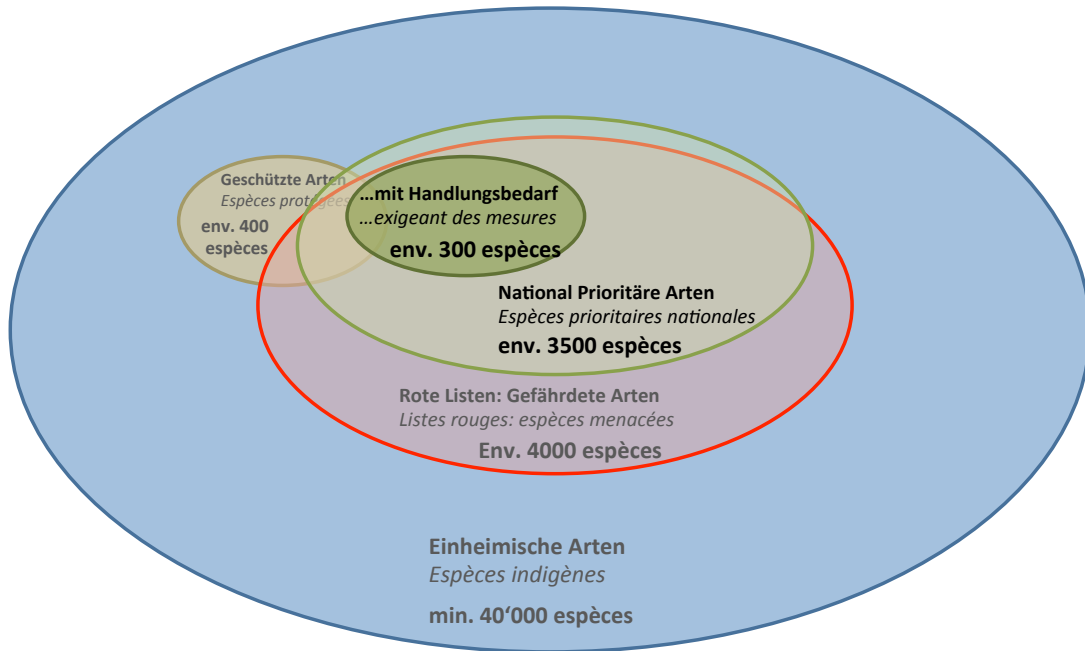 Geschützte Arten
Espèces protégées
env. 400
espèces
…mit Handlungsbedarf
…exigeant des mesures
env. 300 espèces
National Prioritäre Arten
Espèces prioritaires nationales
env. 3500 espèces
Rote Listen: Gefährdete Arten
Listes rouges: espèces menacées
Env. 4000 espèces
Einheimische Arten
Espèces indigènes
min. 40‘000 espèces